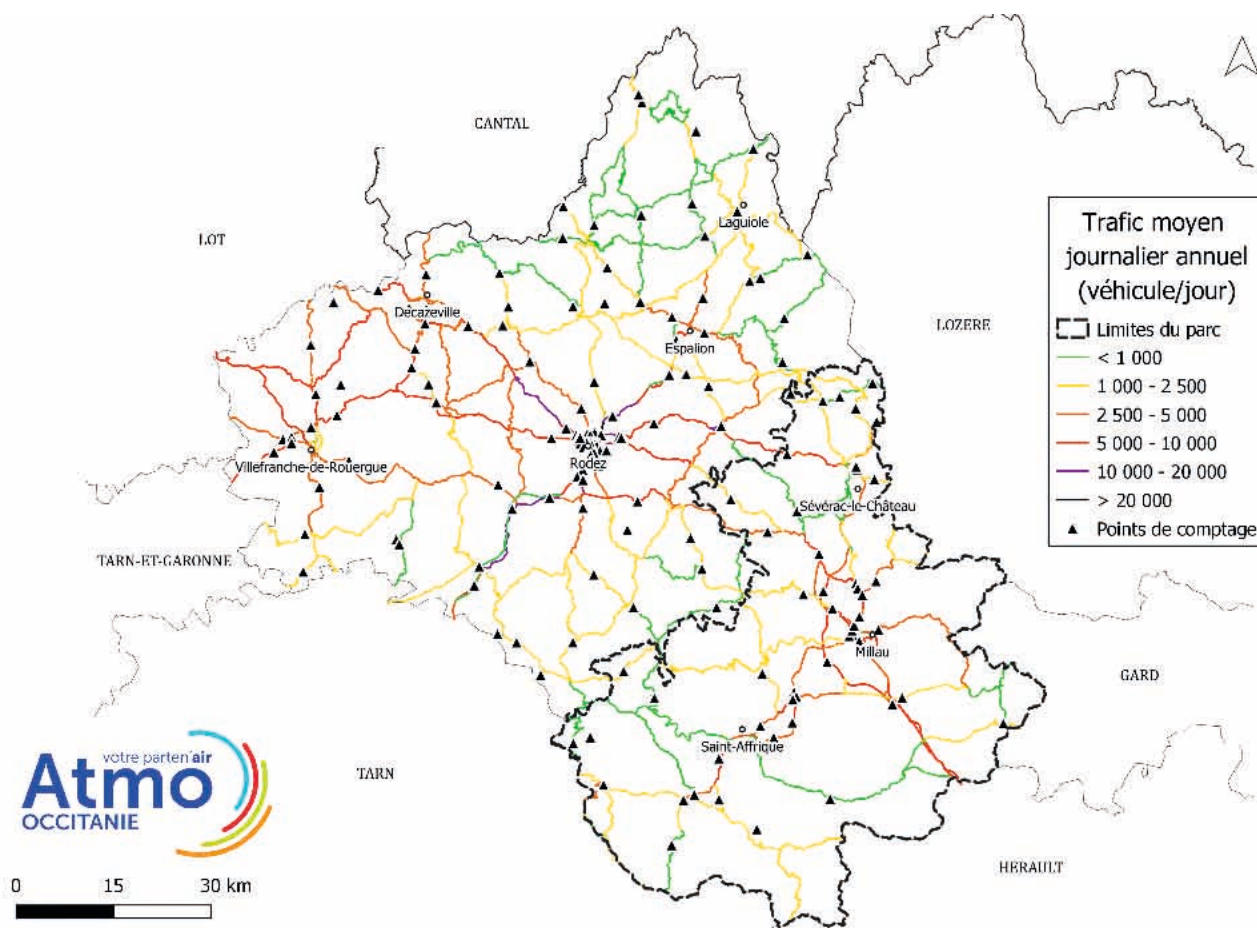 CANTAL
LOT
Laguiole
Trafic moyen
journalier annuel
(véhicule/jour)
Limites du parc
< 1 000
1 000 - 2 500
2 500 - 5 000
5 000 - 10 000
10 000 - 20 000
> 20 000
Points de comptage
Decazeville
LOZERE
Espalion
Villefranche-de-Rouergue
Rodez
Sévérac-le-Château
TARN-ET-GARONNE
Millau
GARD
Saint-Affrique
TARN
votre parten'air
Atmo
OCCITANIE
HERAULT
0 15 30 km